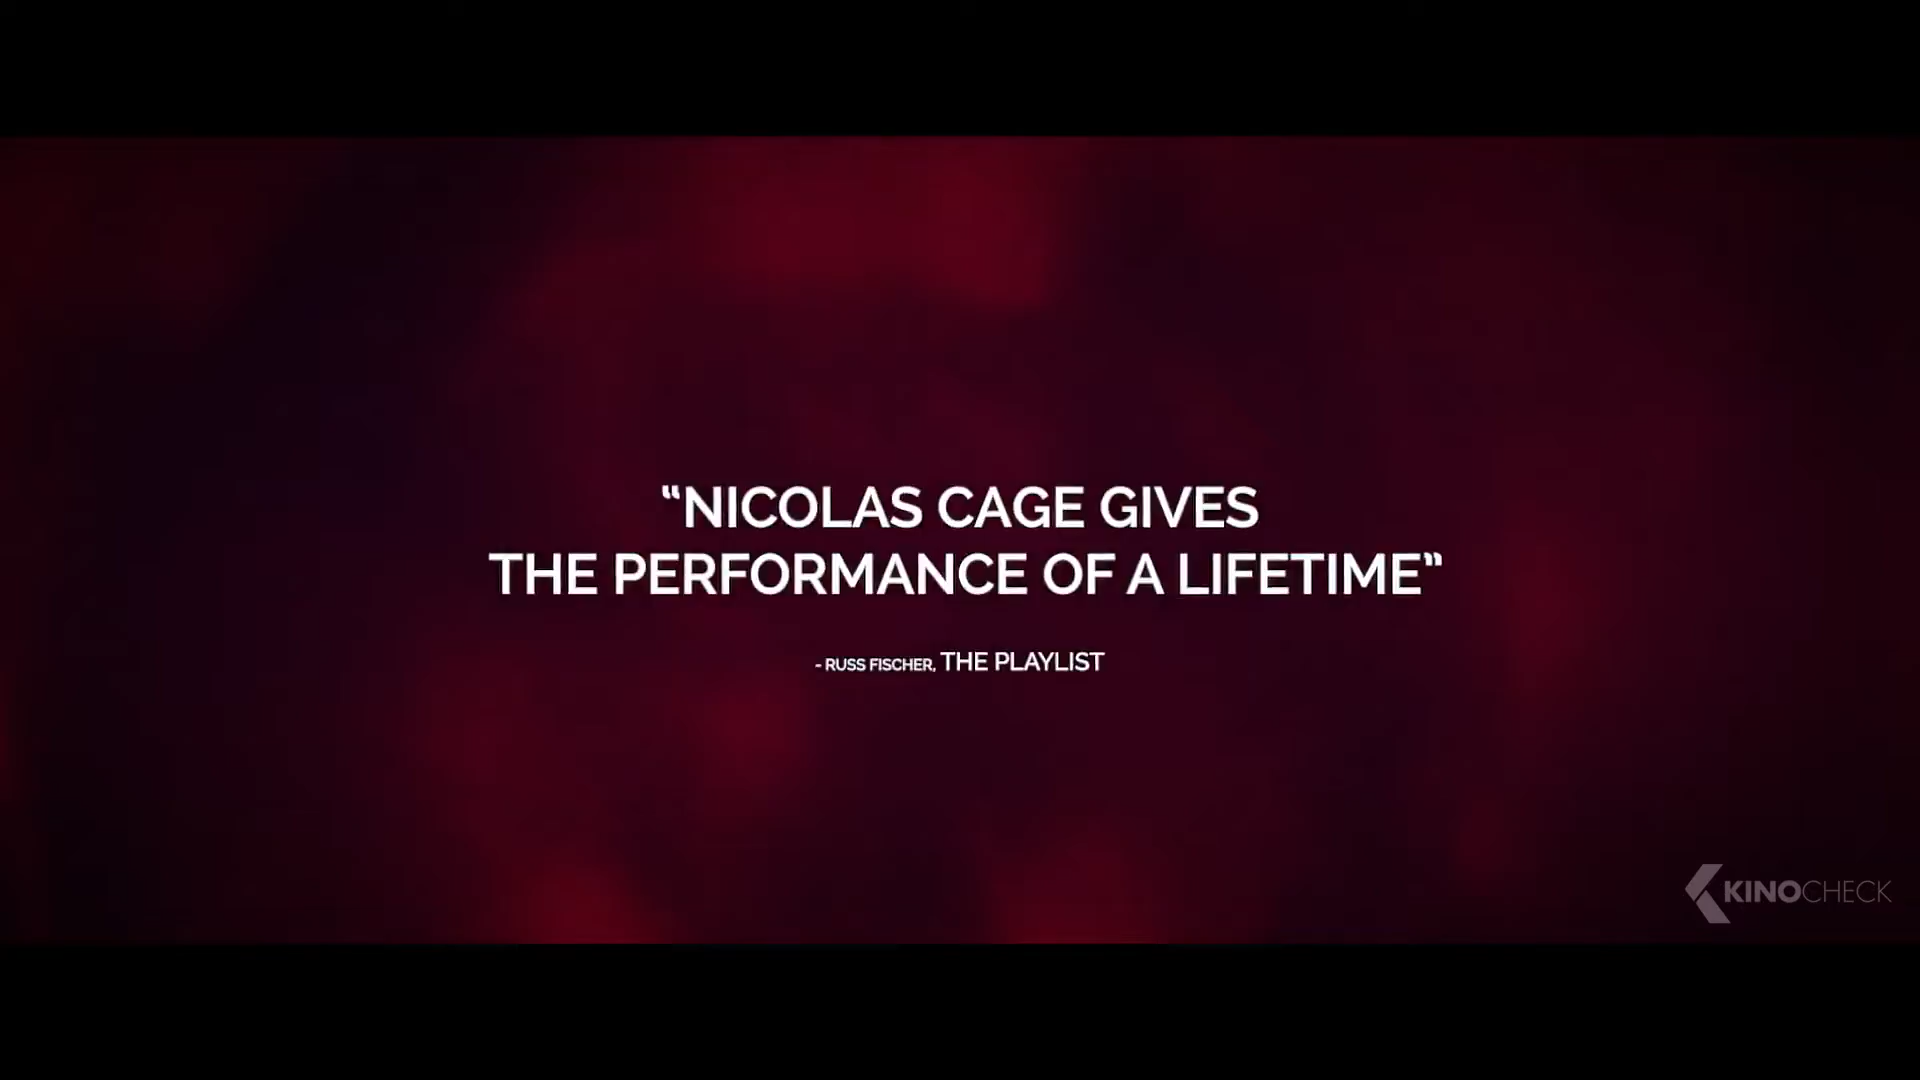 “NICOLAS CAGE GIVES
THE PERFORMANCE OF A LIFETIME”
- RUSS FISCHER, THE PLAYLIST
KINOCHECK